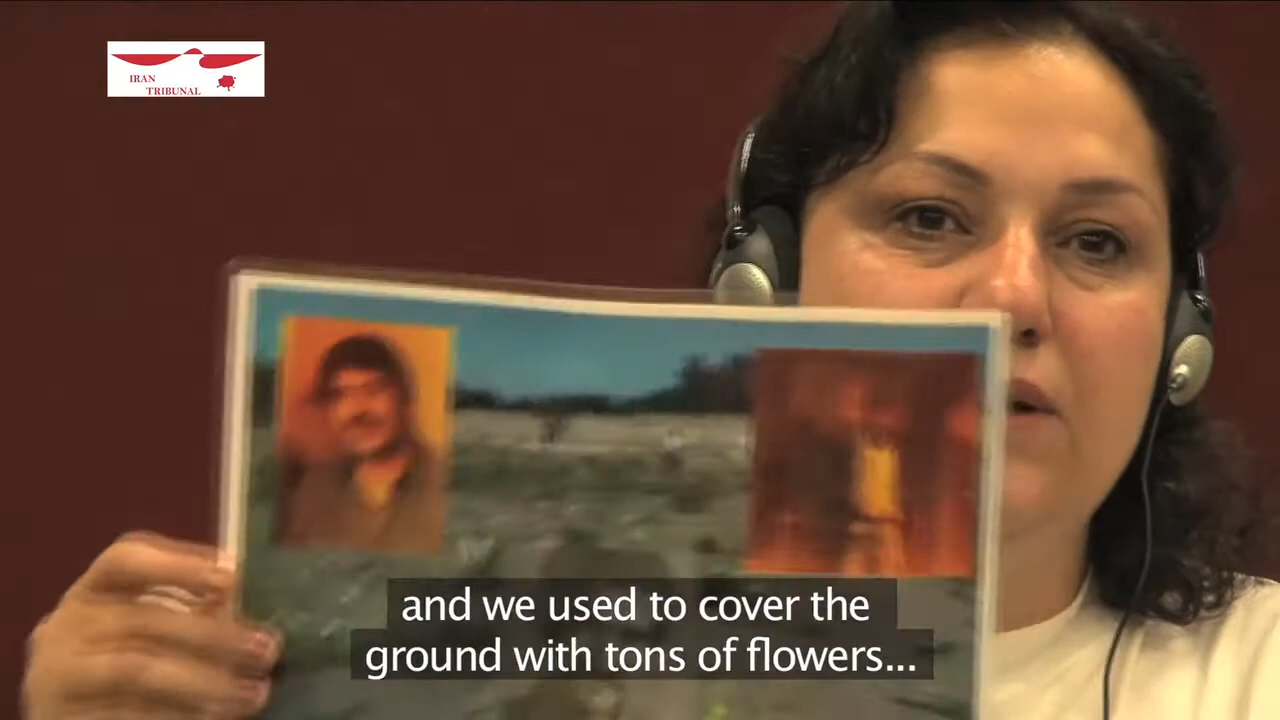 IRAN
TRIBUNAL
and we used to cover the
ground with tons of flowers...